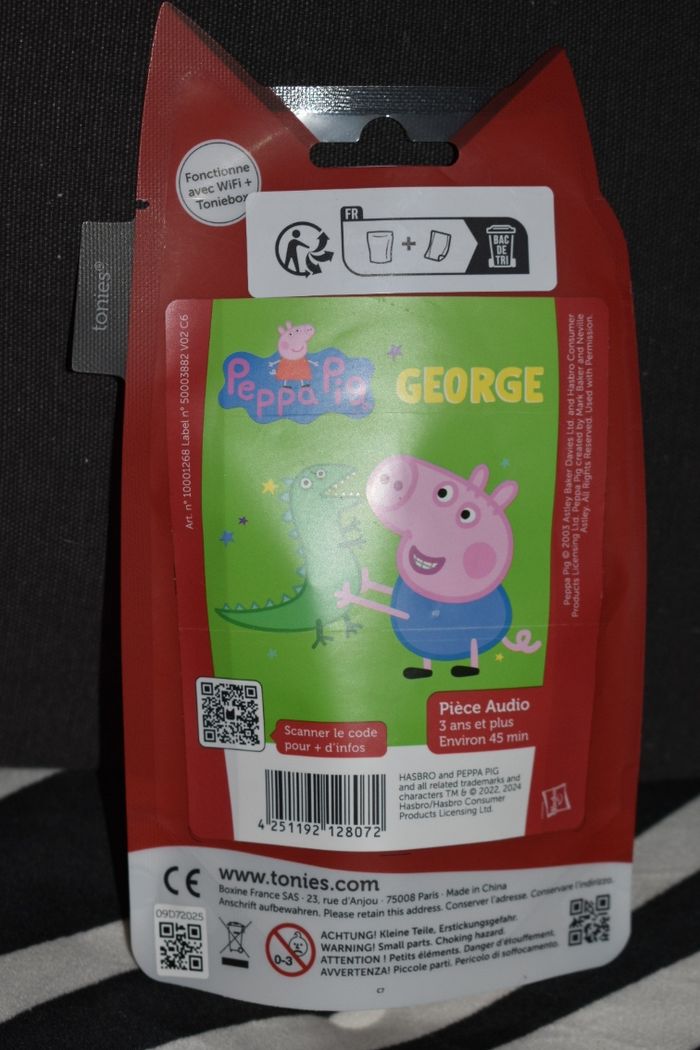 Fonctionne
avec WiFi +
Toniebox
tonies®
FR
+
BAC
DE
TRI
Art. n° 10001268 Label n° 50003882 V02 C6
Peppa Pig
GEORGE
Peppa Pig © 2003 Astley Baker Davies Ltd. and Hasbro Consumer
Products Licensing Ltd. Peppa Pig created by Mark Baker and Neville
Astley. All Rights Reserved. Used with Permission.
Scanner le code
pour + d'infos
Pièce Audio
3 ans et plus
Environ 45 min
4 251192 128072
HASBRO and PEPPA PIG
and all related trademarks and
characters TM & © 2022, 2024
Hasbro/Hasbro Consumer
Products Licensing Ltd.
CE
www.tonies.com
Boxine France SAS · 23, rue d'Anjou · 75008 Paris · Made in China
Anschrift aufbewahren. Please retain this address. Conserver l'adresse. Conservare l'indirizzo.
09D72025
0-3
ACHTUNG! Kleine Teile, Erstickungsgefahr.
WARNING! Small parts. Choking hazard.
ATTENTION ! Petits éléments. Danger d'étouffement.
AVVERTENZA! Piccole parti. Pericolo di soffocamento.
C7